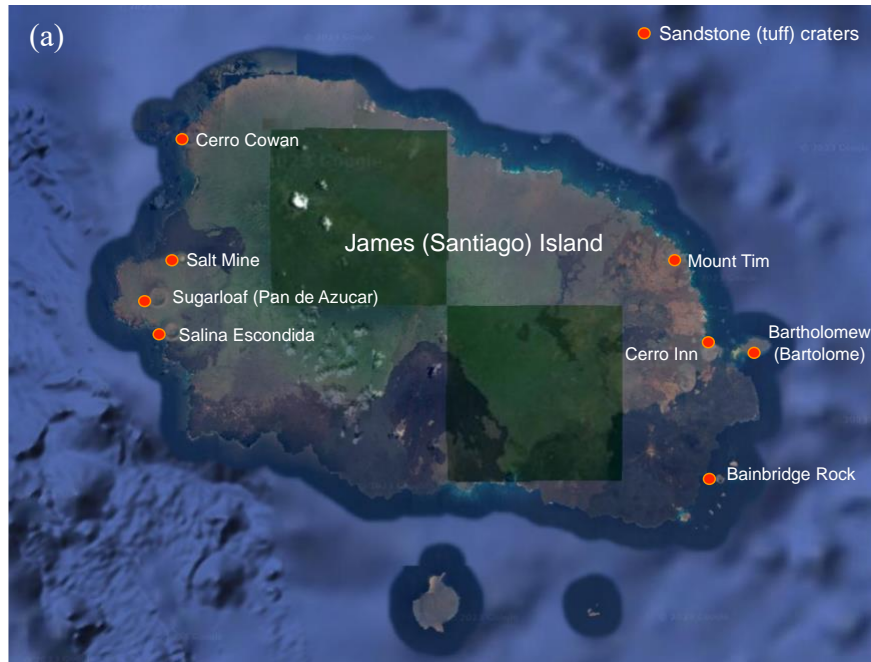 (a)
Sandstone (tuff) craters
Cerro Cowan
James (Santiago) Island
Salt Mine
Mount Tim
Sugarloaf (Pan de Azucar)
Salina Escondida
Cerro Inn
Bartholomew
(Bartolome)
Bainbridge Rock